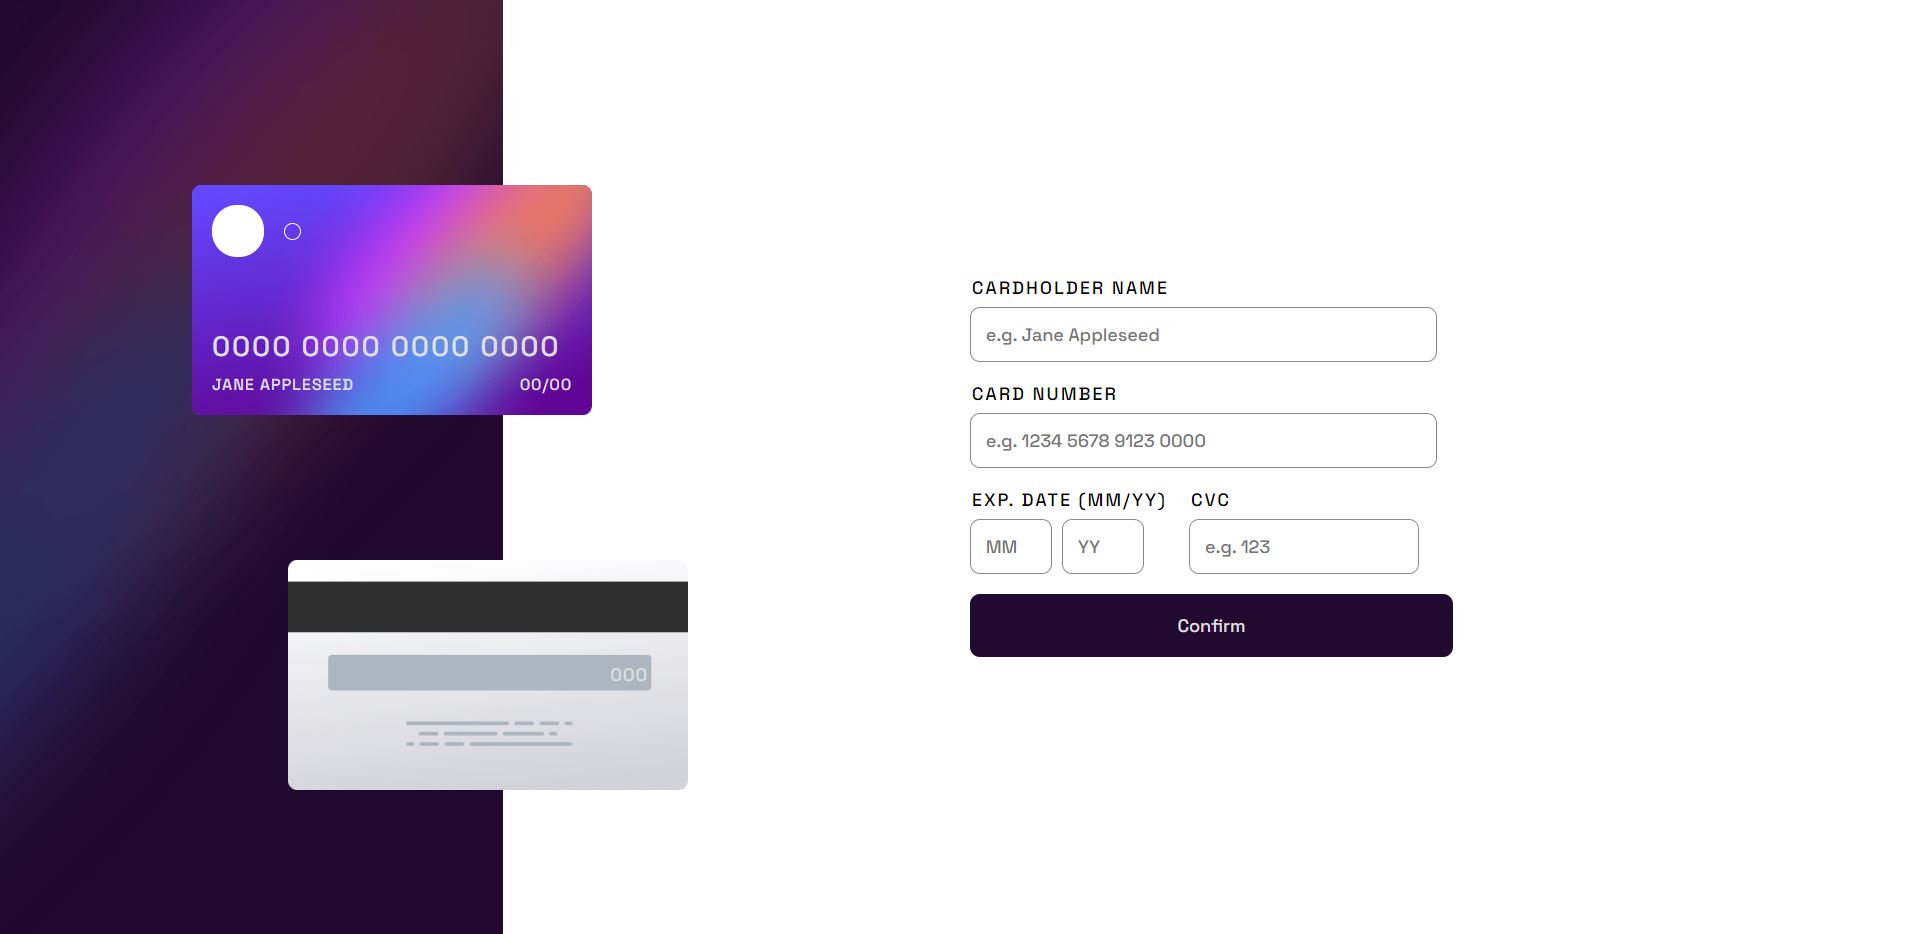 0000 0000 0000 0000
JANE APPLESEED 00/00
000
CARDHOLDER NAME
e.g. Jane Appleseed
CARD NUMBER
e.g. 1234 5678 9123 0000
EXP. DATE (MM/YY) CVC
MM YY e.g. 123
Confirm